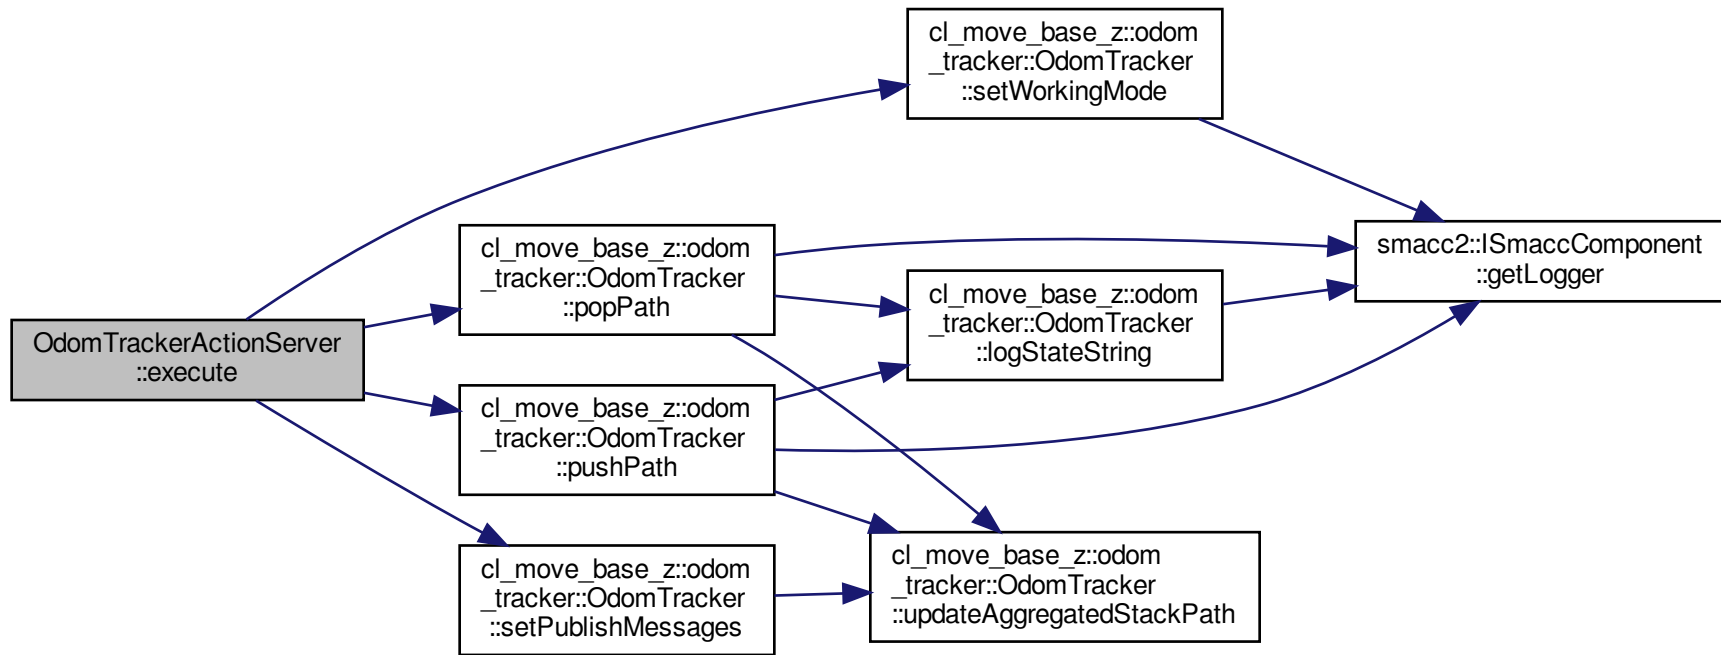 cl_move_base_z::odom
_tracker::OdomTracker
::setWorkingMode
smacc2::ISmaccComponent
::getLogger
cl_move_base_z::odom
_tracker::OdomTracker
::popPath
cl_move_base_z::odom
_tracker::OdomTracker
::logStateString
OdomTrackerActionServer
::execute
cl_move_base_z::odom
_tracker::OdomTracker
::pushPath
cl_move_base_z::odom
_tracker::OdomTracker
::updateAggregatedStackPath
cl_move_base_z::odom
_tracker::OdomTracker
::setPublishMessages